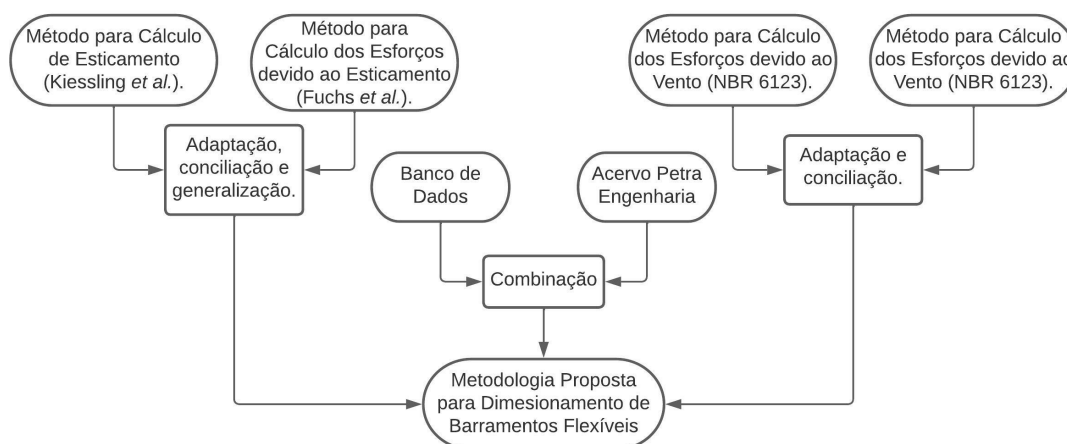 Método para Cálculo
de Esticamento
(Kiessling et al.).
Método para
Cálculo dos Esforços
devido ao Esticamento
(Fuchs et al.).
Método para Cálculo
dos Esforços devido ao
Vento (NBR 6123).
Método para Cálculo
dos Esforços devido ao
Vento (NBR 6123).
Adaptação,
conciliação e
generalização.
Banco de
Dados
Acervo Petra
Engenharia
Adaptação e
conciliação.
Combinação
Metodologia Proposta
para Dimesionamento de
Barramentos Flexíveis